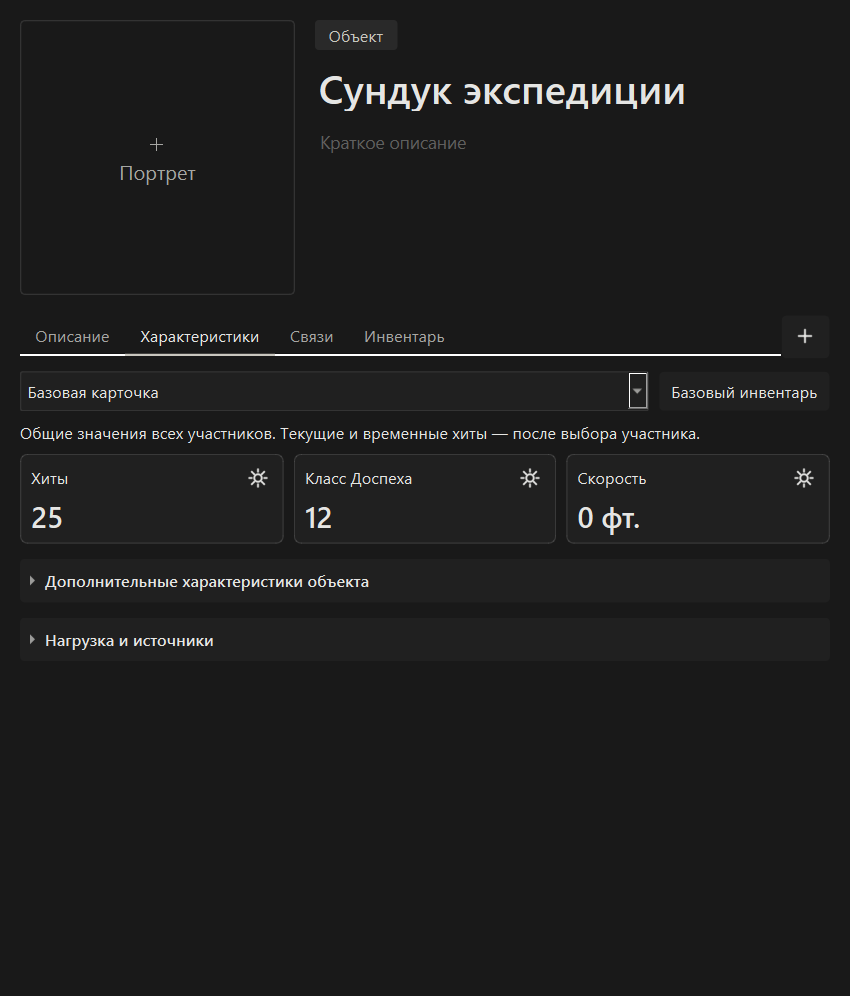 Объект
Сундук экспедиции
Краткое описание
+
Портрет
Описание Характеристики Связи Инвентарь +
Базовая карточка Базовый инвентарь
Общие значения всех участников. Текущие и временные хиты — после выбора участника.
Хиты Класс Доспеха Скорость
25 12 0 фт.
Дополнительные характеристики объекта
Нагрузка и источники